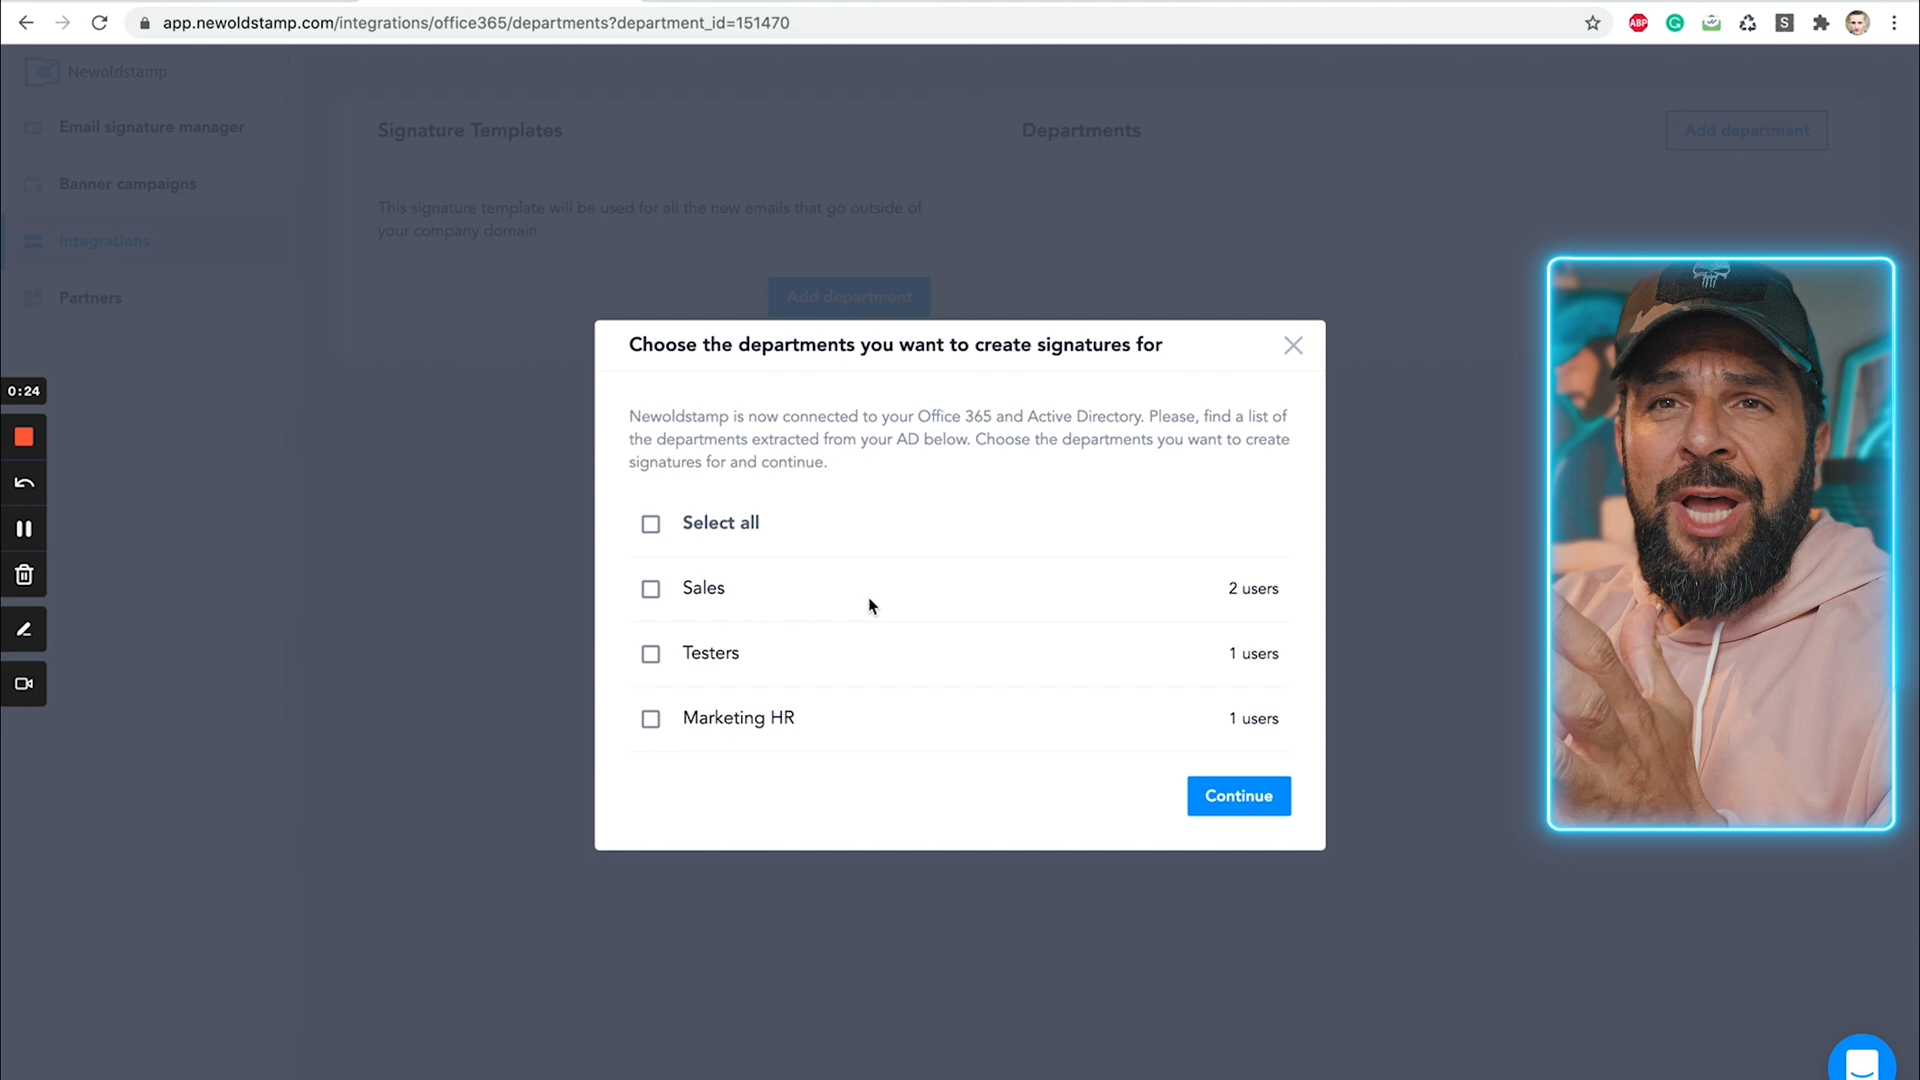 app.newoldstamp.com/integrations/office365/departments?department_id=151470
ABP
S
Newoldstamp
Email signature manager
Banner campaigns
Integrations
Partners
Signature Templates
This signature template will be used for all the new emails that go outside of
your company domain
Add department
Departments
Add department
0:24
Choose the departments you want to create signatures for
Newoldstamp is now connected to your Office 365 and Active Directory. Please, find a list of
the departments extracted from your AD below. Choose the departments you want to create
signatures for and continue.
Select all
Sales 2 users
Testers 1 users
Marketing HR 1 users
Continue